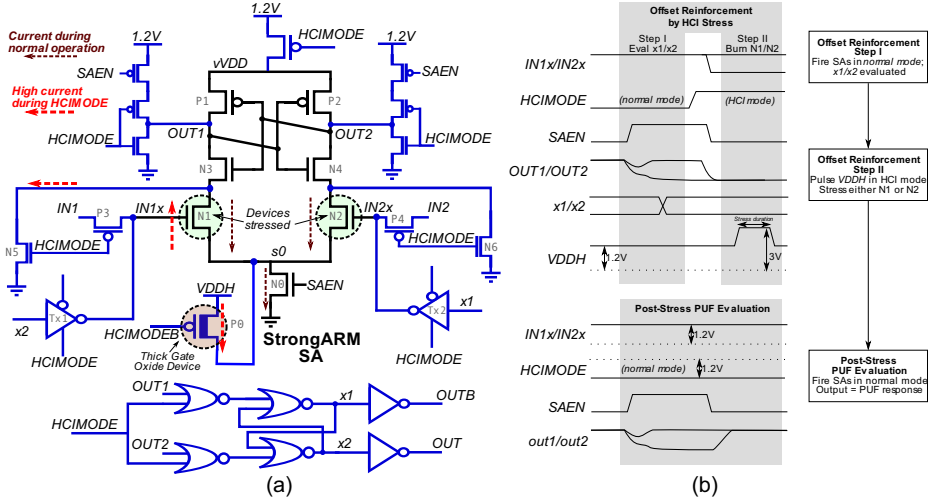 Current during
normal operation
High current
during HCIMODE
1.2V
1.2V
1.2V
HCIMODE
vVDD
SAEN
SAEN
P1
P2
HCIMODE
OUT1
OUT2
HCIMODE
N3
N4
IN1
P3
IN1x
N1
Devices
stressed
N2
IN2x
P4
IN2
N5
HCIMODE
HCIMODE
N6
s0
N0
SAEN
VDDH
x2
Tx1
HCIMODEB
P0
StrongARM
SA
Tx2
x1
HCIMODE
HCIMODE
Thick Gate
Oxide Device
OUT1
x1
OUTB
HCIMODE
OUT2
x2
OUT
(a)
Offset Reinforcement
by HCI Stress
Step I
Eval x1/x2
Step II
Burn N1/N2
IN1x/IN2x
HCIMODE
(normal mode)
(HCI mode)
SAEN
OUT1/OUT2
x1/x2
Stress duration
VDDH
1.2V
3V
Post-Stress PUF Evaluation
IN1x/IN2x
1.2V
HCIMODE
(normal mode)
1.2V
SAEN
out1/out2
(b)
Offset Reinforcement
Step I
Fire SAs in normal mode;
x1/x2 evaluated
Offset Reinforcement
Step II
Pulse VDDH in HCI mode
Stress either N1 or N2
Post-Stress
PUF Evaluation
Fire SAs in normal mode
Output = PUF response